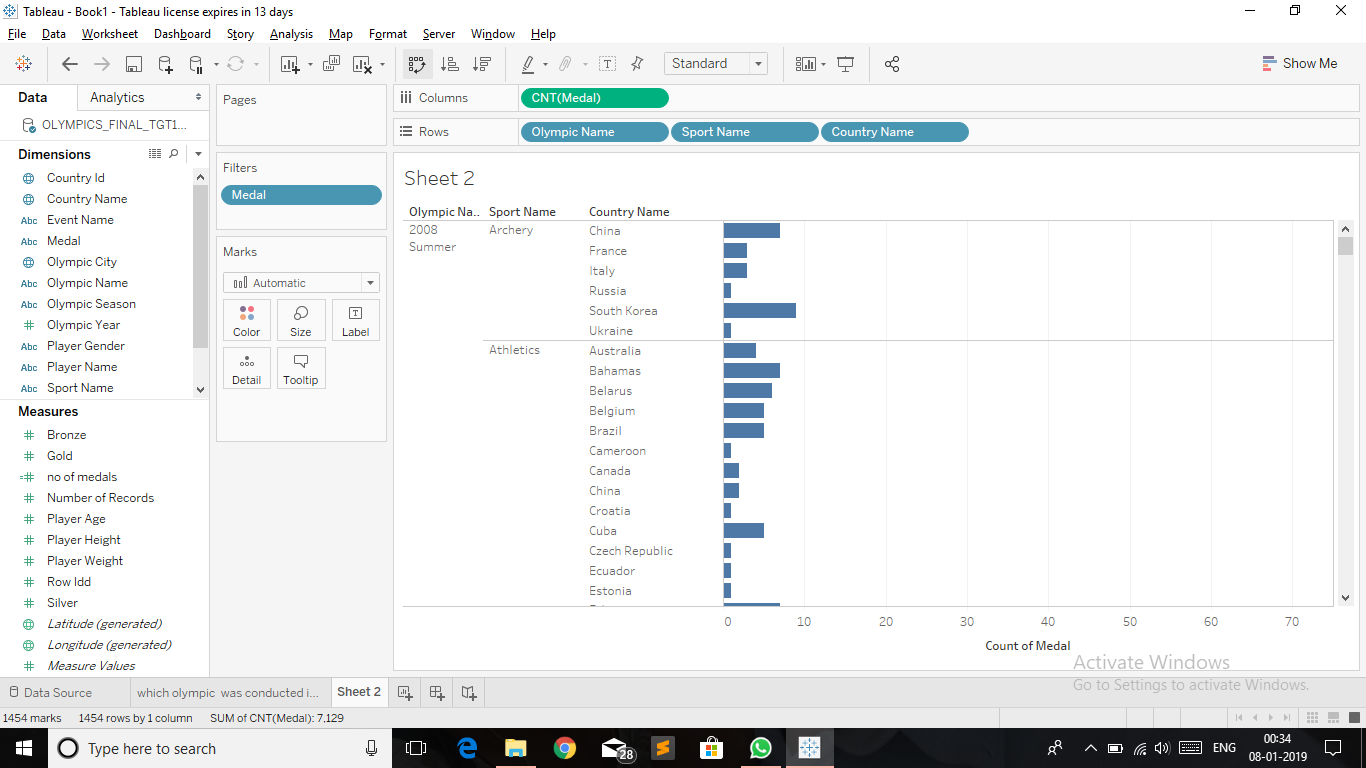 Tableau - Book1 - Tableau license expires in 13 days
File Data Worksheet Dashboard Story Analysis Map Format Server Window Help
Standard
Show Me
Data Analytics
OLYMPICS_FINAL_TGT1...
Dimensions
Country Id
Country Name
Abc Event Name
Abc Medal
Olympic City
Abc Olympic Name
Abc Olympic Season
# Olympic Year
Abc Player Gender
Abc Player Name
Abc Sport Name
Measures
# Bronze
# Gold
=# no of medals
# Number of Records
# Player Age
# Player Height
# Player Weight
# Row Idd
# Silver
Latitude (generated)
Longitude (generated)
# Measure Values
Pages
Filters
Medal
Marks
Automatic
Color Size Label
Detail Tooltip
Columns CNT(Medal)
Rows Olympic Name Sport Name Country Name
Sheet 2
Olympic Na.. Sport Name Country Name
2008
Summer
Archery
China
France
Italy
Russia
South Korea
Ukraine
Athletics
Australia
Bahamas
Belarus
Belgium
Brazil
Cameroon
Canada
China
Croatia
Cuba
Czech Republic
Ecuador
Estonia
0 10 20 30 40 50 60 70
Count of Medal
Activate Windows
Go to Settings to activate Windows.
Data Source which olympic was conducted i... Sheet 2
1454 marks 1454 rows by 1 column SUM of CNT(Medal): 7,129
Type here to search
28
ENG
00:34
08-01-2019